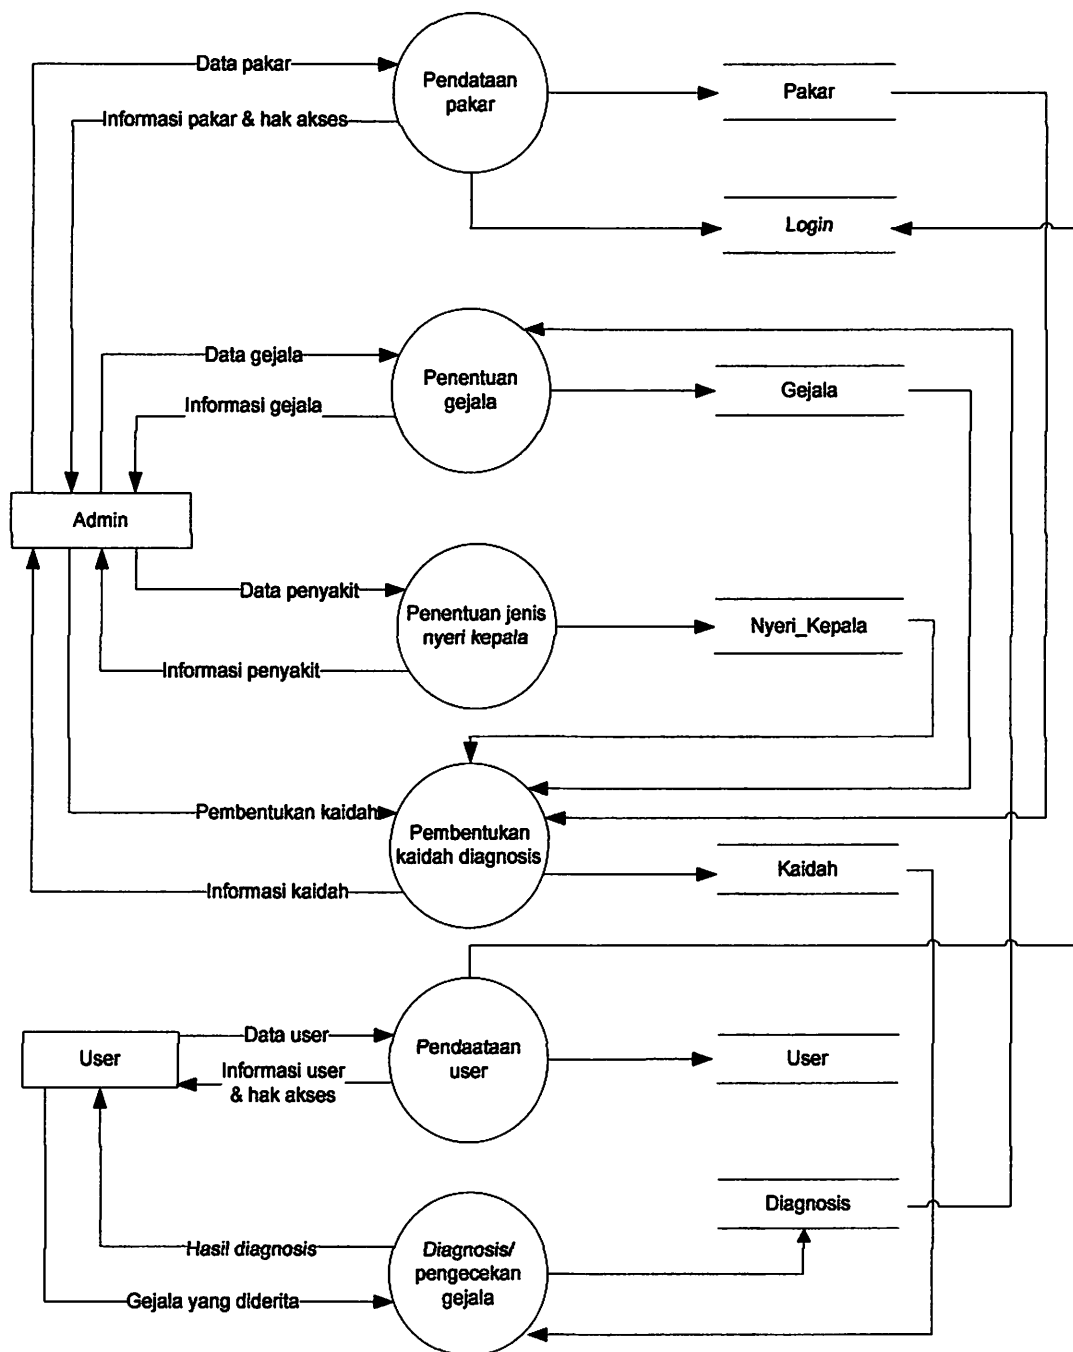 Data pakar
Pendataan
pakar
Pakar
Informasi pakar & hak akses
Login
Data gejala
Penentuan
gejala
Gejala
Informasi gejala
Admin
Data penyakit
Penentuan jenis
nyeri kepala
Nyeri_Kepala
Informasi penyakit
Pembentukan kaidah
Pembentukan
kaidah diagnosis
Kaidah
Informasi kaidah
Data user
User
Pendaataan
user
User
Informasi user
& hak akses
Diagnosis
Hasil diagnosis
Diagnosis/
pengecekan
gejala
Gejala yang diderita